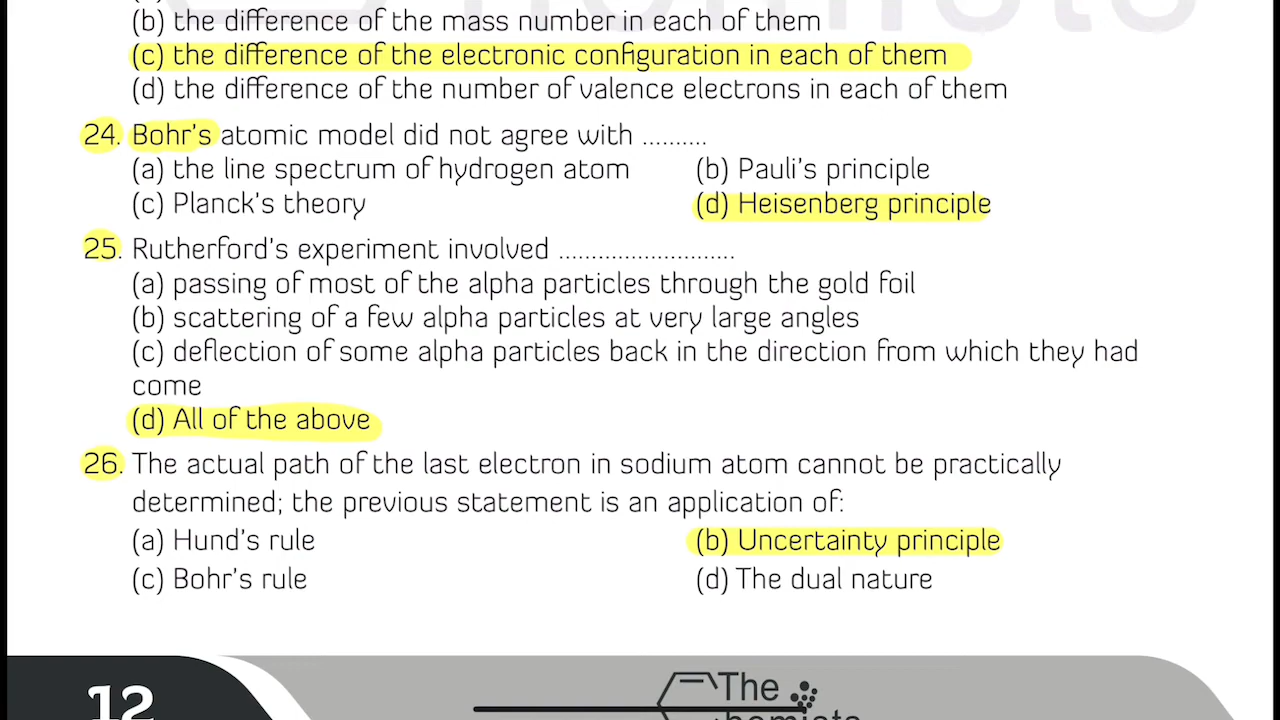 (b) the difference of the mass number in each of them
(c) the difference of the electronic configuration in each of them
(d) the difference of the number of valence electrons in each of them
24. Bohr's atomic model did not agree with ..........
(a) the line spectrum of hydrogen atom (b) Pauli's principle
(c) Planck's theory (d) Heisenberg principle
25. Rutherford's experiment involved ...........................
(a) passing of most of the alpha particles through the gold foil
(b) scattering of a few alpha particles at very large angles
(c) deflection of some alpha particles back in the direction from which they had
come
(d) All of the above
26. The actual path of the last electron in sodium atom cannot be practically
determined; the previous statement is an application of:
(a) Hund's rule (b) Uncertainty principle
(c) Bohr's rule (d) The dual nature
12
The